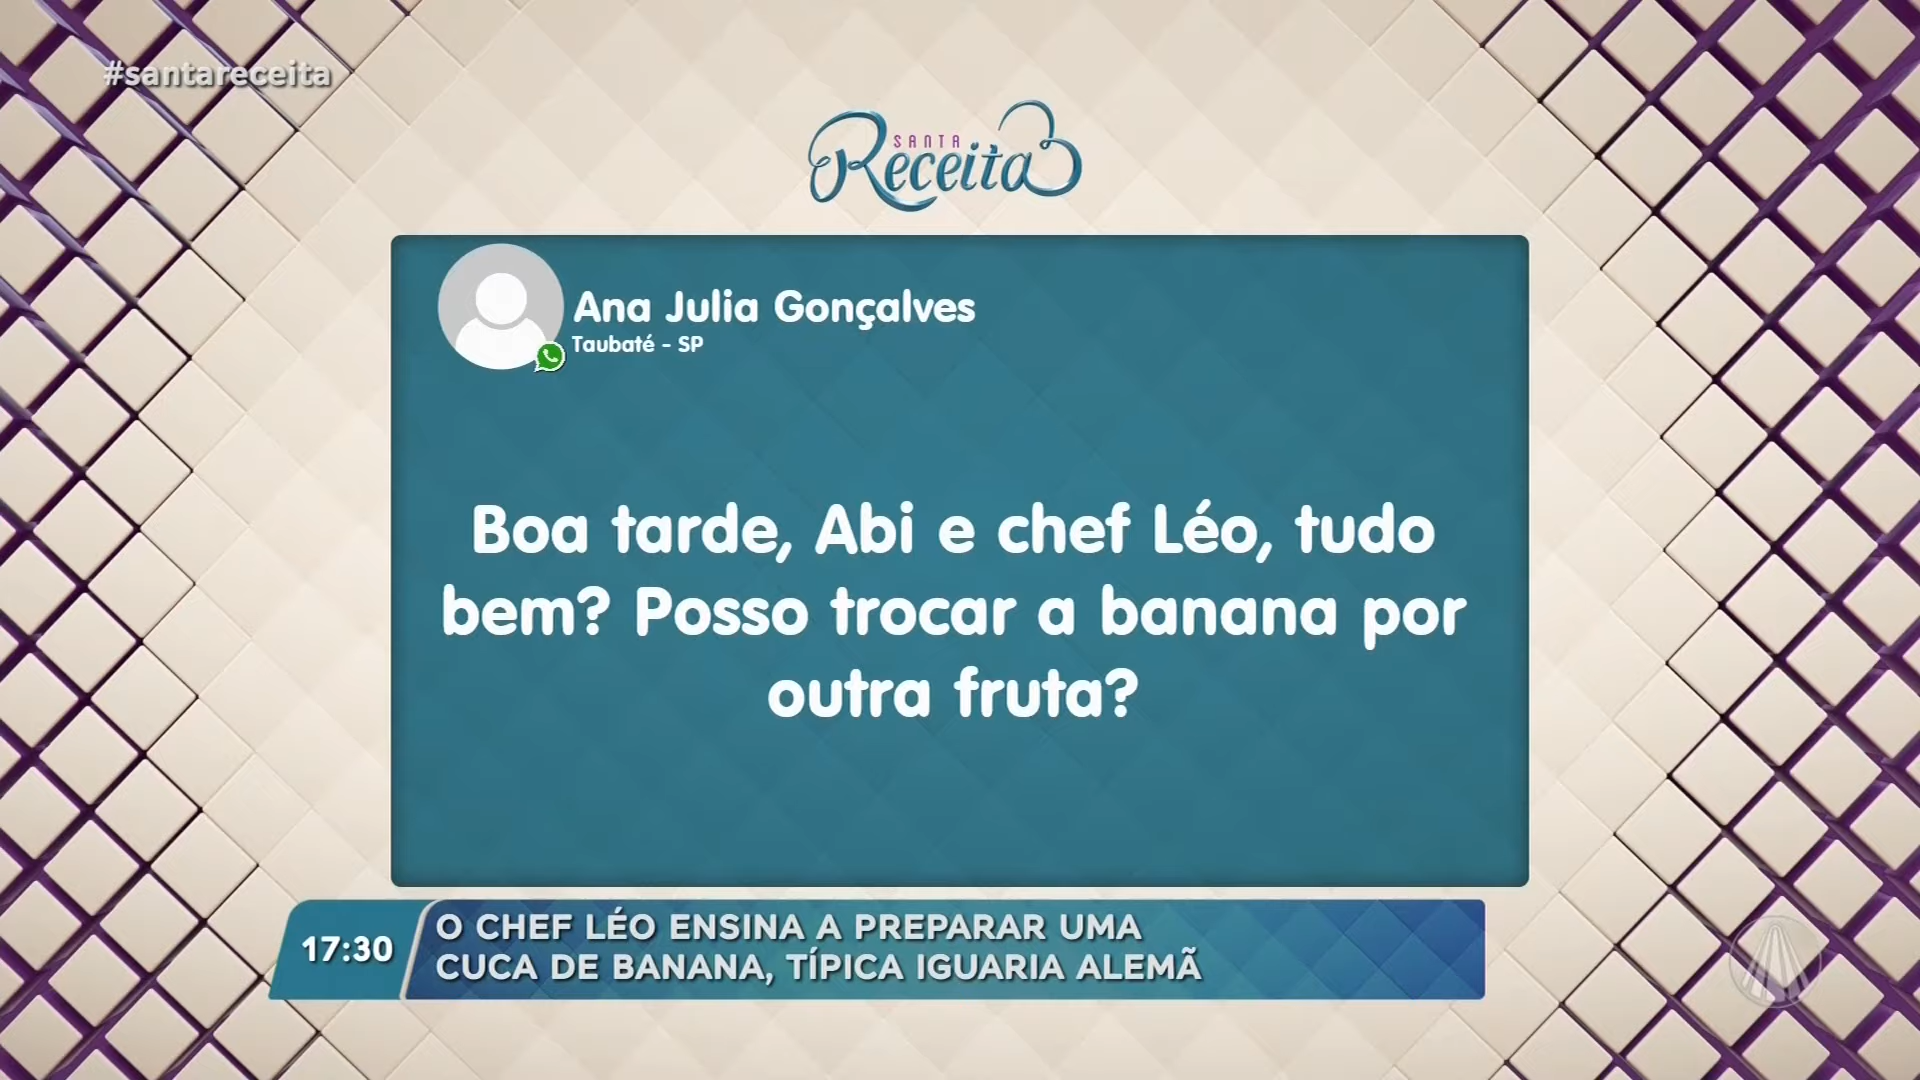 #santareceita
SANTA
Receita
Ana Julia Gonçalves
Taubaté - SP
Boa tarde, Abi e chef Léo, tudo
bem? Posso trocar a banana por
outra fruta?
17:30
O CHEF LÉO ENSINA A PREPARAR UMA
CUCA DE BANANA, TÍPICA IGUARIA ALEMÃ